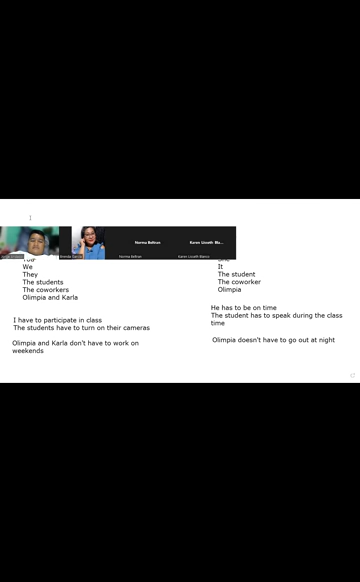 I
Norma Beltran
Karen Lizzeth Bla...
Brenda Garcia
Norma Beltran
Karen Lizzeth Blanco
You
We
They
The students
The coworkers
Olimpia and Karla
She
It
The student
The coworker
Olimpia
I have to participate in class
The students have to turn on their cameras
Olimpia and Karla don't have to work on
weekends
He has to be on time
The student has to speak during the class
time
Olimpia doesn't have to go out at night